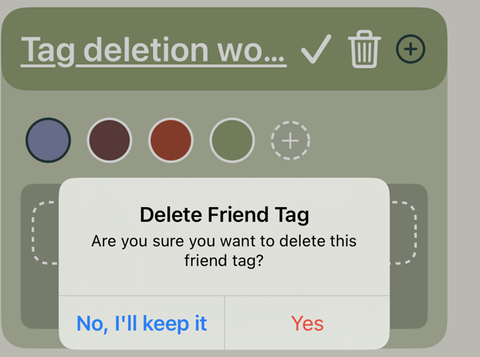 Tag deletion wo...
Delete Friend Tag
Are you sure you want to delete this
friend tag?
No, I'll keep it
Yes